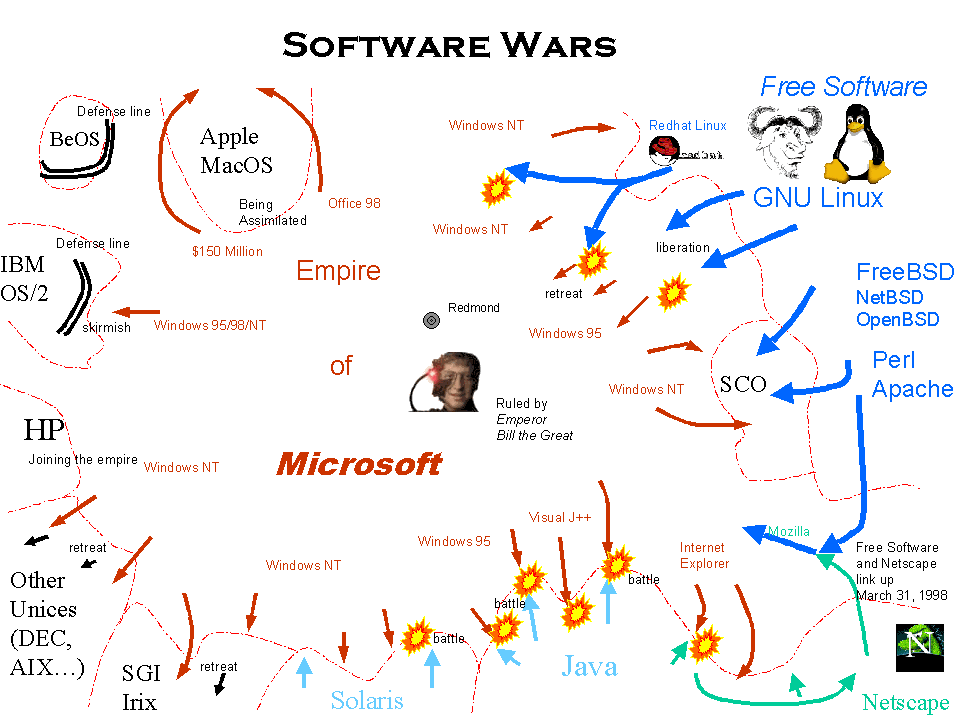 SOFTWARE WARS
Free Software
Defense line
BeOS
Apple
MacOS
Windows NT
Redhat Linux
redhat
GNU Linux
Being
Assimilated
Office 98
Windows NT
liberation
Defense line
$150 Million
IBM
OS/2
Empire
retreat
FreeBSD
NetBSD
OpenBSD
Redmond
skirmish
Windows 95/98/NT
Windows 95
of
Perl
Apache
SCO
Windows NT
Ruled by
Emperor
Bill the Great
HP
Joining the empire
Windows NT
Microsoft
Visual J++
Mozilla
Windows 95
retreat
Internet
Explorer
Free Software
and Netscape
link up
March 31, 1998
Other
Unices
(DEC,
AIX…)
Windows NT
battle
battle
battle
N
SGI
Irix
retreat
Solaris
Java
Netscape